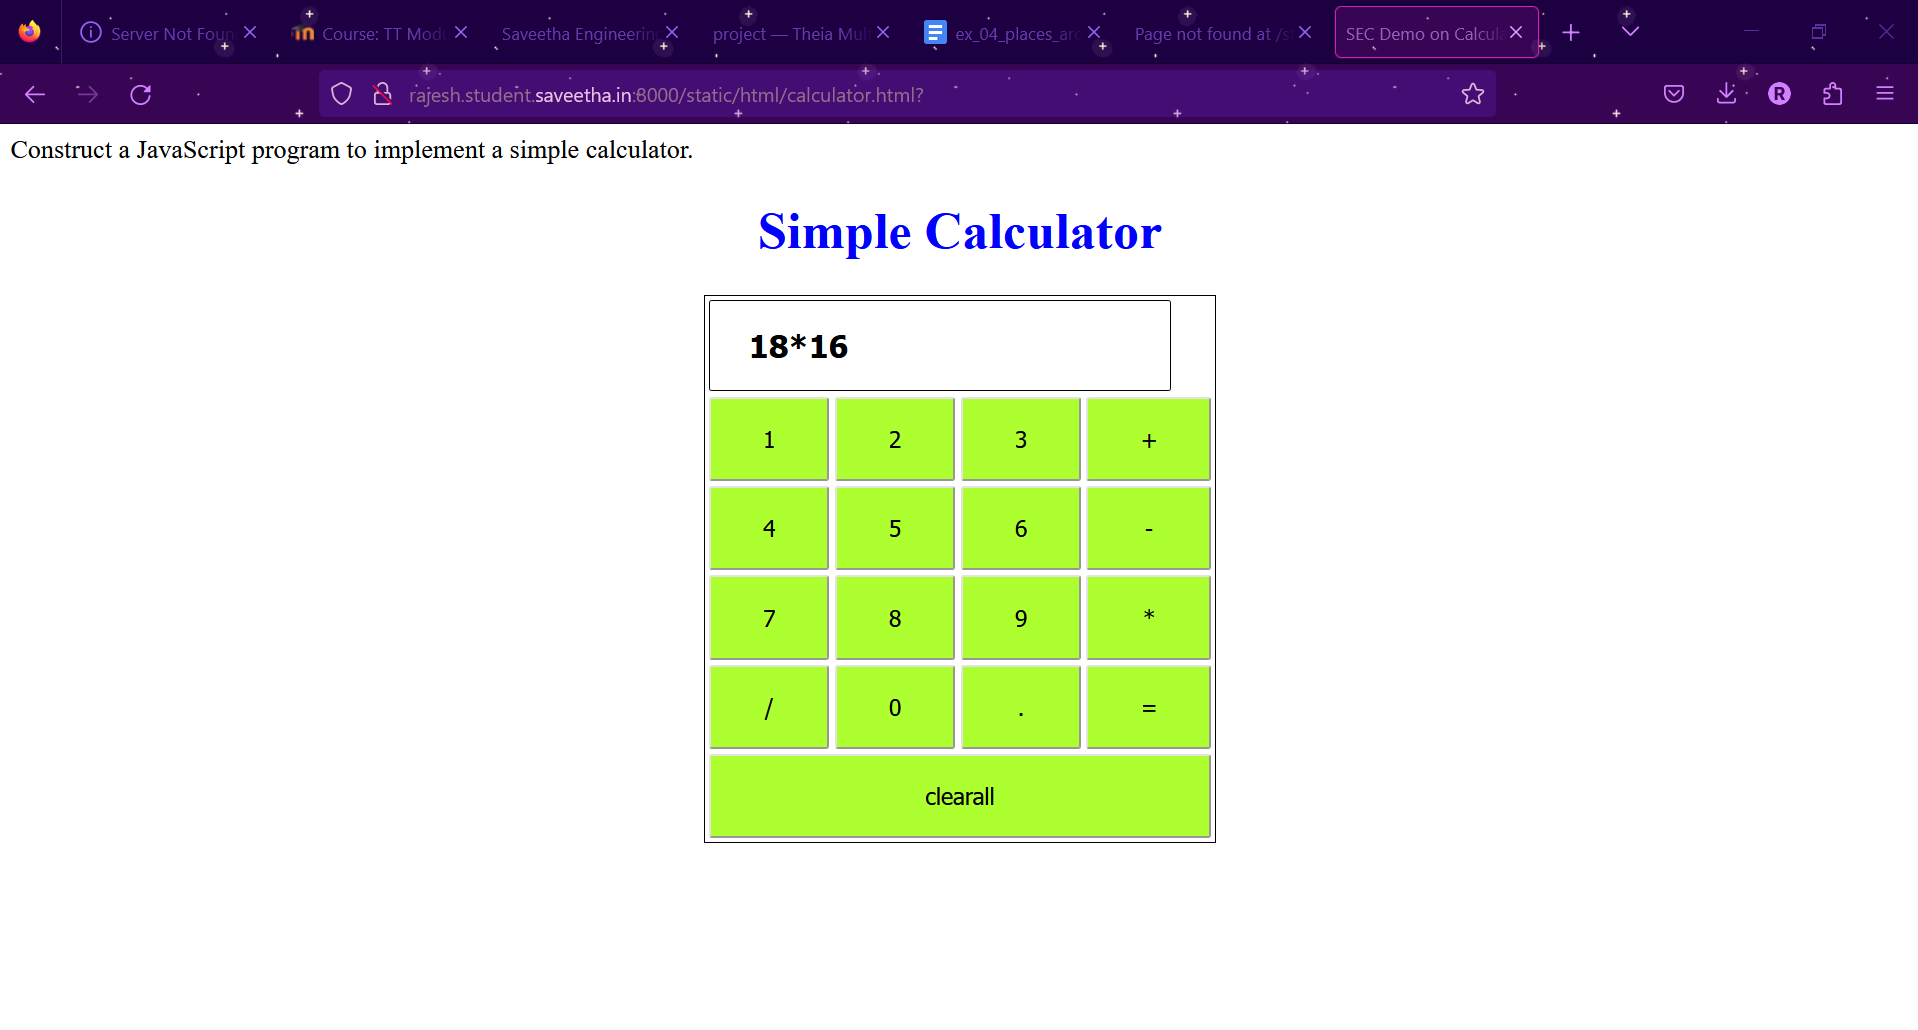 Server Not Foun
Course: TT Mod
Saveetha Engineerin
project — Theia Mul
ex_04_places_aro
Page not found at /s
SEC Demo on Calcula
rajesh.student.saveetha.in:8000/static/html/calculator.html?
R
Construct a JavaScript program to implement a simple calculator.
Simple Calculator
18*16
1 2 3 +
4 5 6 -
7 8 9 *
/ 0 . =
clearall